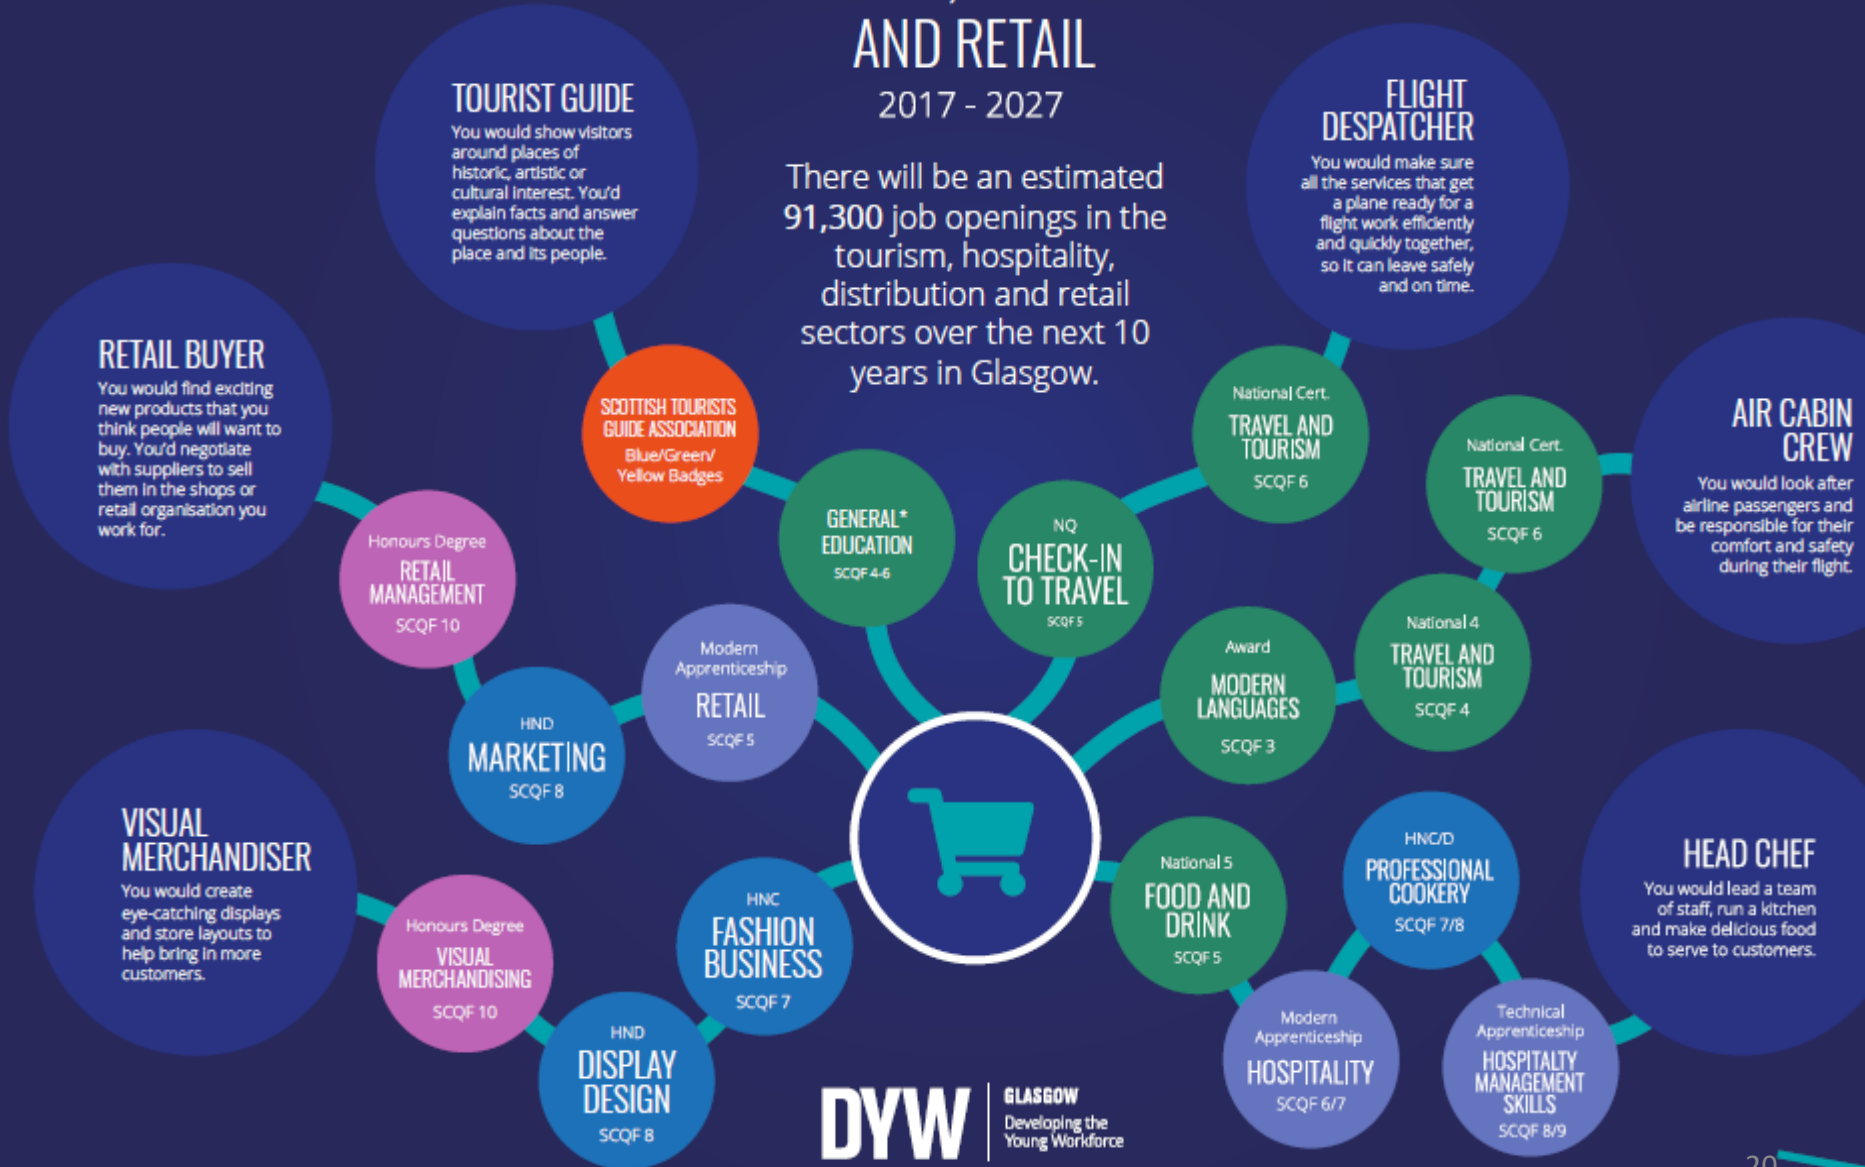 AND RETAIL
2017 - 2027
There will be an estimated
91,300 job openings in the
tourism, hospitality,
distribution and retail
sectors over the next 10
years in Glasgow.
TOURIST GUIDE
You would show visitors
around places of
historic, artistic or
cultural interest. You'd
explain facts and answer
questions about the
place and its people.
FLIGHT
DESPATCHER
You would make sure
all the services that get
a plane ready for a
flight work efficiently
and quickly together,
so it can leave safely
and on time.
RETAIL BUYER
You would find exciting
new products that you
think people will want to
buy. You'd negotiate
with suppliers to sell
them in the shops or
retail organisation you
work for.
SCOTTISH TOURISTS
GUIDE ASSOCIATION
Blue/Green/
Yellow Badges
GENERAL*
EDUCATION
SCQF 4-6
NQ
CHECK-IN
TO TRAVEL
SCQF 5
National Cert.
TRAVEL AND
TOURISM
SCQF 6
National Cert.
TRAVEL AND
TOURISM
SCQF 6
AIR CABIN
CREW
You would look after
airline passengers and
be responsible for their
comfort and safety
during their flight.
Honours Degree
RETAIL
MANAGEMENT
SCQF 10
HND
MARKETING
SCQF 8
Modern
Apprenticeship
RETAIL
SCQF 5
Award
MODERN
LANGUAGES
SCQF 3
National 4
TRAVEL AND
TOURISM
SCQF 4
VISUAL
MERCHANDISER
You would create
eye-catching displays
and store layouts to
help bring in more
customers.
Honours Degree
VISUAL
MERCHANDISING
SCQF 10
HND
DISPLAY
DESIGN
SCQF 8
HNC
FASHION
BUSINESS
SCQF 7
National 5
FOOD AND
DRINK
SCQF 5
Modern
Apprenticeship
HOSPITALITY
SCQF 6/7
HNC/D
PROFESSIONAL
COOKERY
SCQF 7/8
Technical
Apprenticeship
HOSPITALTY
MANAGEMENT
SKILLS
SCQF 8/9
HEAD CHEF
You would lead a team
of staff, run a kitchen
and make delicious food
to serve to customers.
DYW
GLASGOW
Developing the
Young Workforce
20